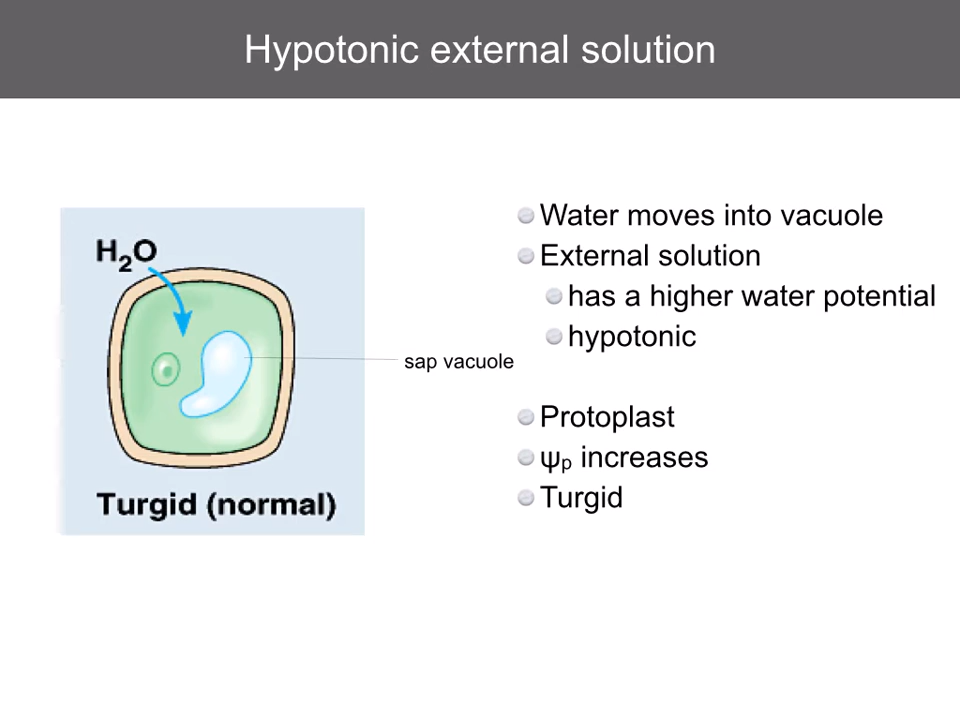 Hypotonic external solution
H₂O
sap vacuole
Turgid (normal)
Water moves into vacuole
External solution
has a higher water potential
hypotonic
Protoplast
ψₚ increases
Turgid